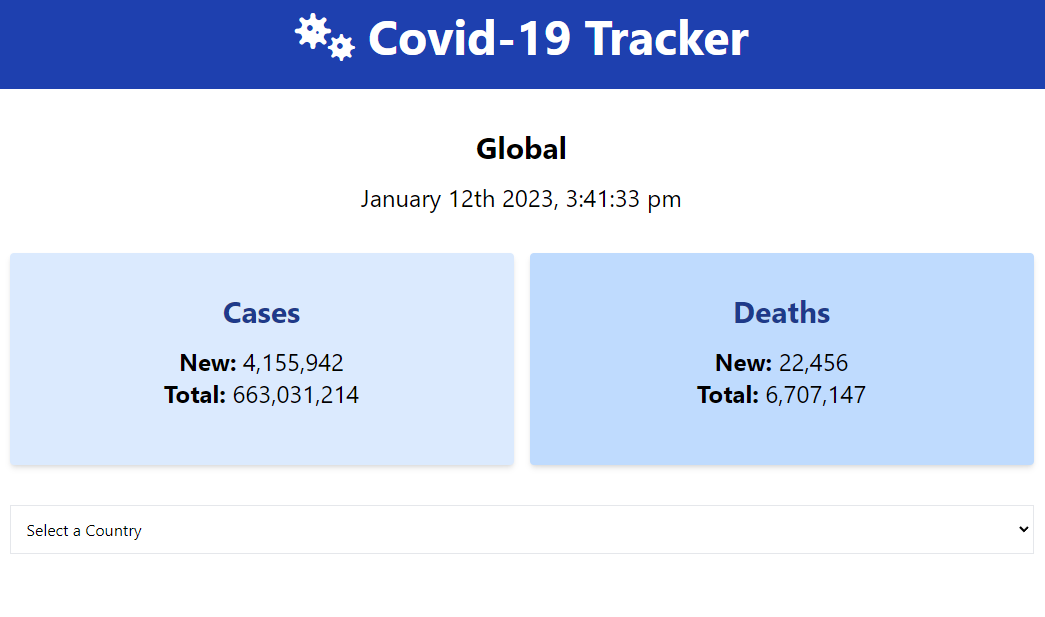 Covid-19 Tracker
Global
January 12th 2023, 3:41:33 pm
Cases
New: 4,155,942
Total: 663,031,214
Deaths
New: 22,456
Total: 6,707,147
Select a Country